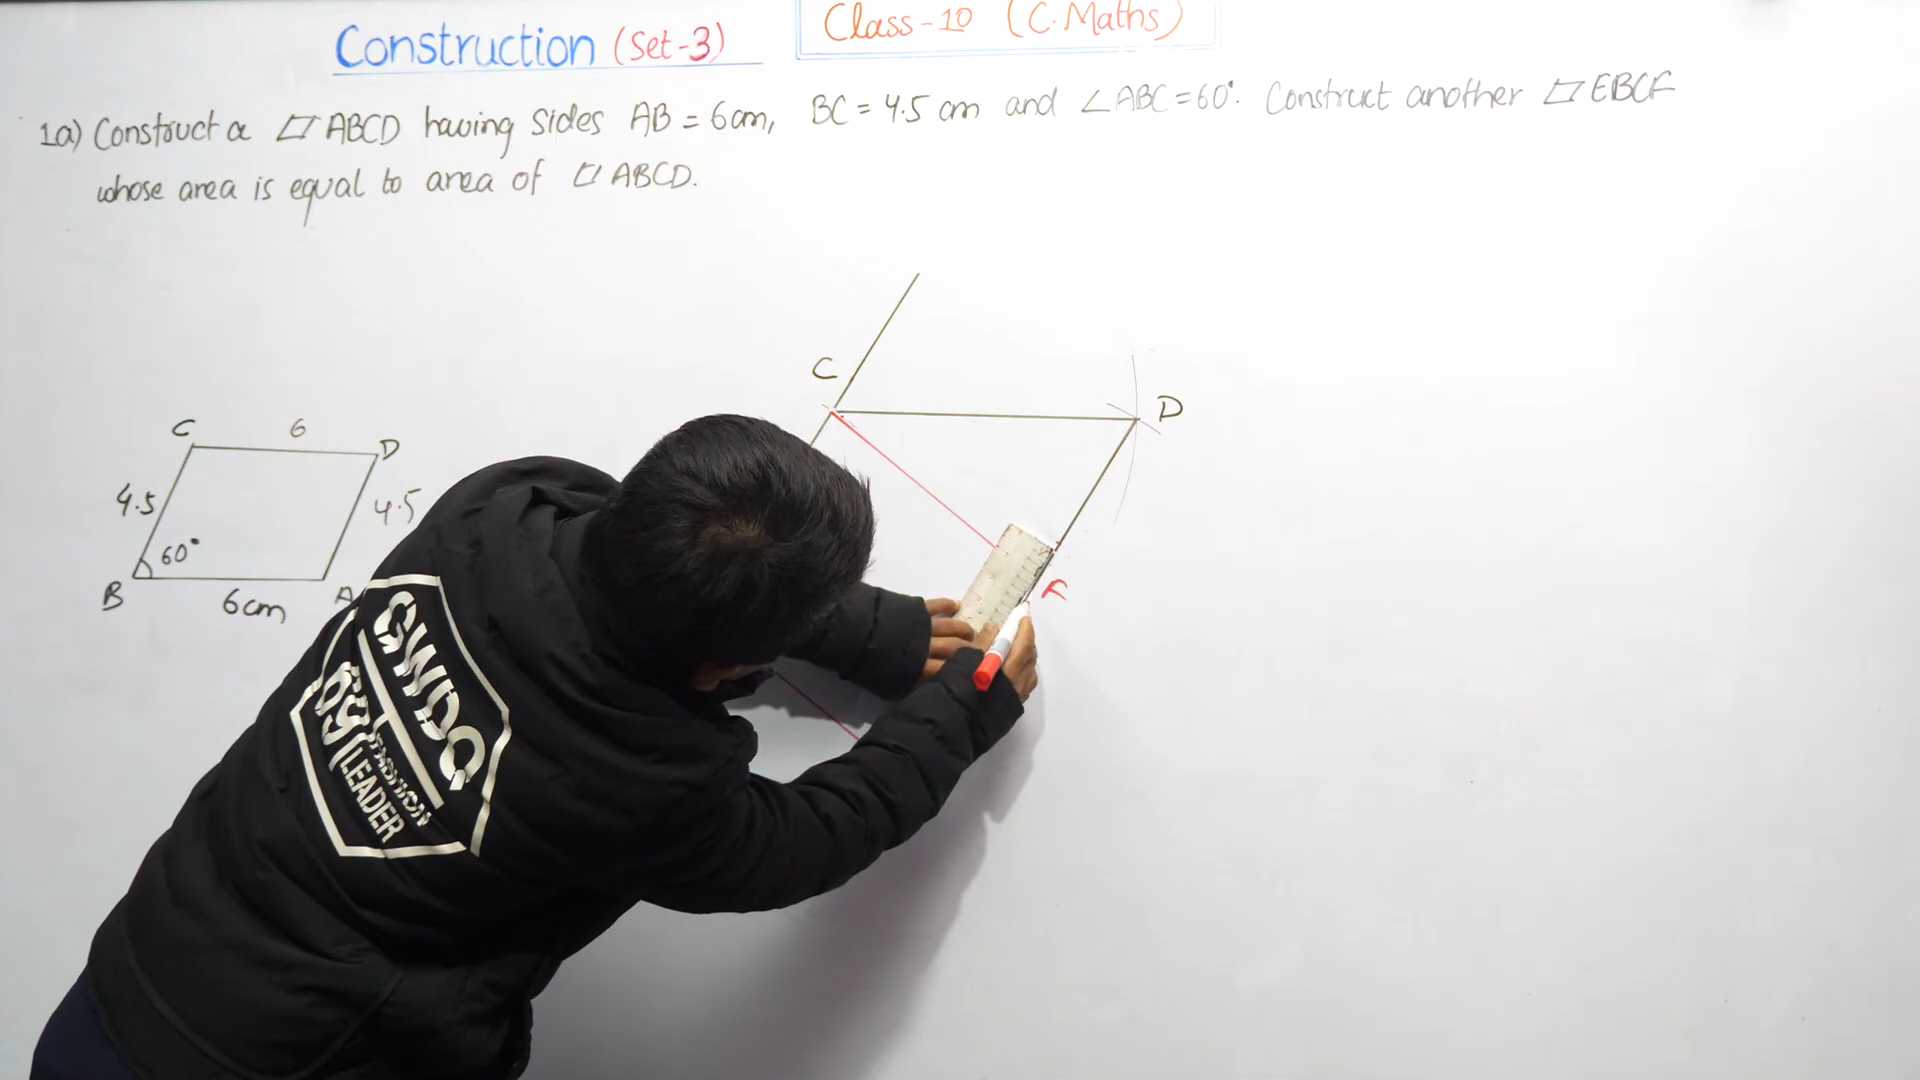 Construction (Set-3)
Class-10 (C.Maths)
1a) Construct a ▱ ABCD having sides AB = 6cm, BC = 4.5 cm and ∠ABC = 60°. Construct another ▱ EBCF
whose area is equal to area of ▱ ABCD.
C 6 D
4.5 4.5
60°
B 6cm A
C
D
F
GWDQ
FASHION
LEADER